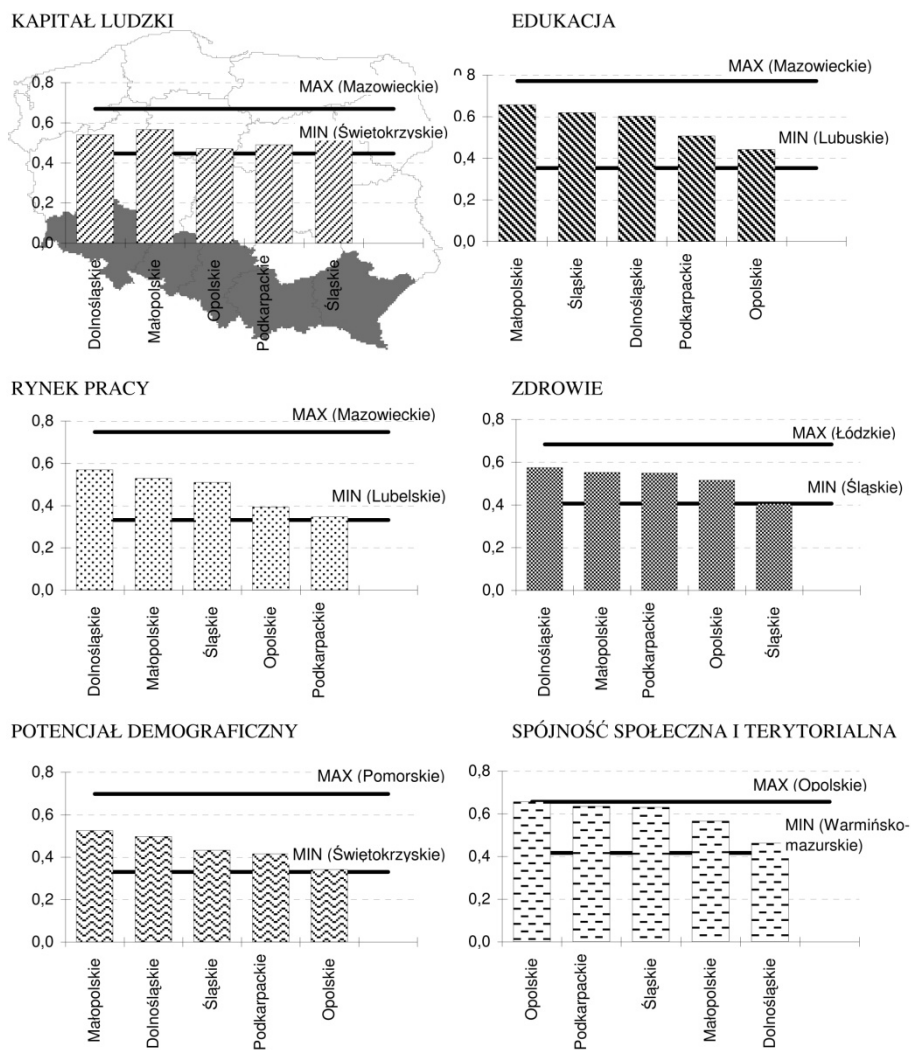 KAPITAŁ LUDZKI
0,8
0,6
0,4
0,2
0,0
MAX (Mazowieckie)
MIN (Świetokrzyskie)
Dolnośląskie
Małopolskie
Opolskie
Podkarpackie
Śląskie
EDUKACJA
0,8
0,6
0,4
0,2
0,0
MAX (Mazowieckie)
MIN (Lubuskie)
Małopolskie
Śląskie
Dolnośląskie
Podkarpackie
Opolskie
RYNEK PRACY
0,8
0,6
0,4
0,2
0,0
MAX (Mazowieckie)
MIN (Lubelskie)
Dolnośląskie
Małopolskie
Śląskie
Opolskie
Podkarpackie
ZDROWIE
0,8
0,6
0,4
0,2
0,0
MAX (Łódzkie)
MIN (Śląskie)
Dolnośląskie
Małopolskie
Podkarpackie
Opolskie
Śląskie
POTENCJAŁ DEMOGRAFICZNY
0,8
0,6
0,4
0,2
0,0
MAX (Pomorskie)
MIN (Świętokrzyskie)
Małopolskie
Dolnośląskie
Śląskie
Podkarpackie
Opolskie
SPÓJNOŚĆ SPOŁECZNA I TERYTORIALNA
0,8
0,6
0,4
0,2
0,0
MAX (Opolskie)
MIN (Warmińsko-
mazurskie)
Opolskie
Podkarpackie
Śląskie
Małopolskie
Dolnośląskie